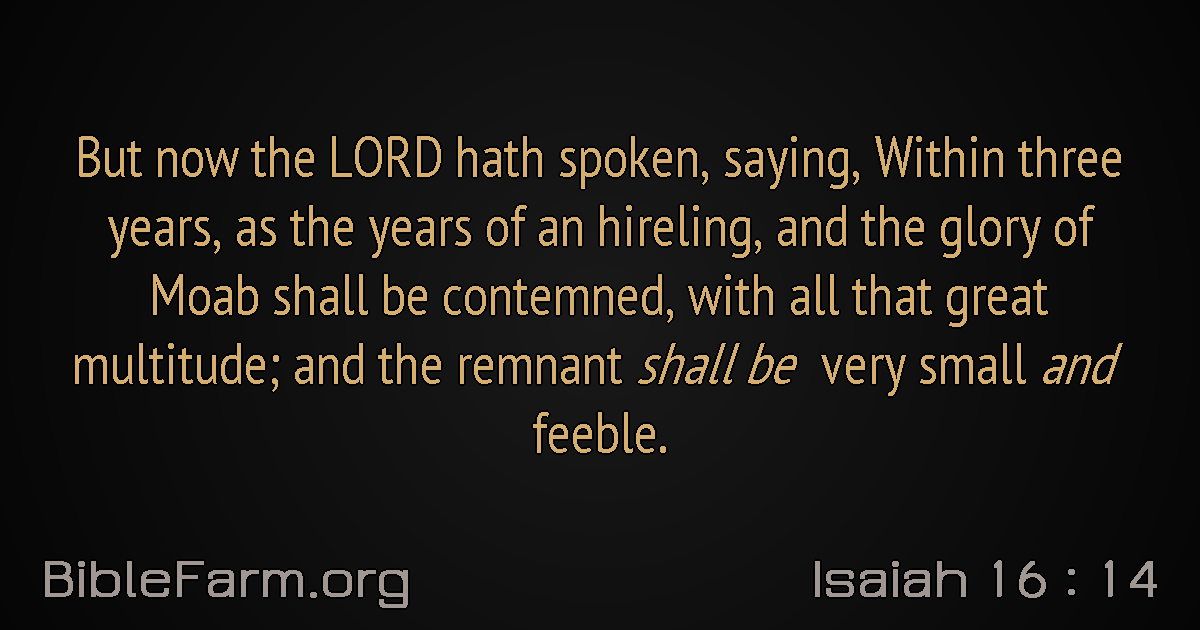 But now the LORD hath spoken, saying, Within three
years, as the years of an hireling, and the glory of
Moab shall be contemned, with all that great
multitude; and the remnant shall be very small and
feeble.
BibleFarm.org
Isaiah 16 : 14